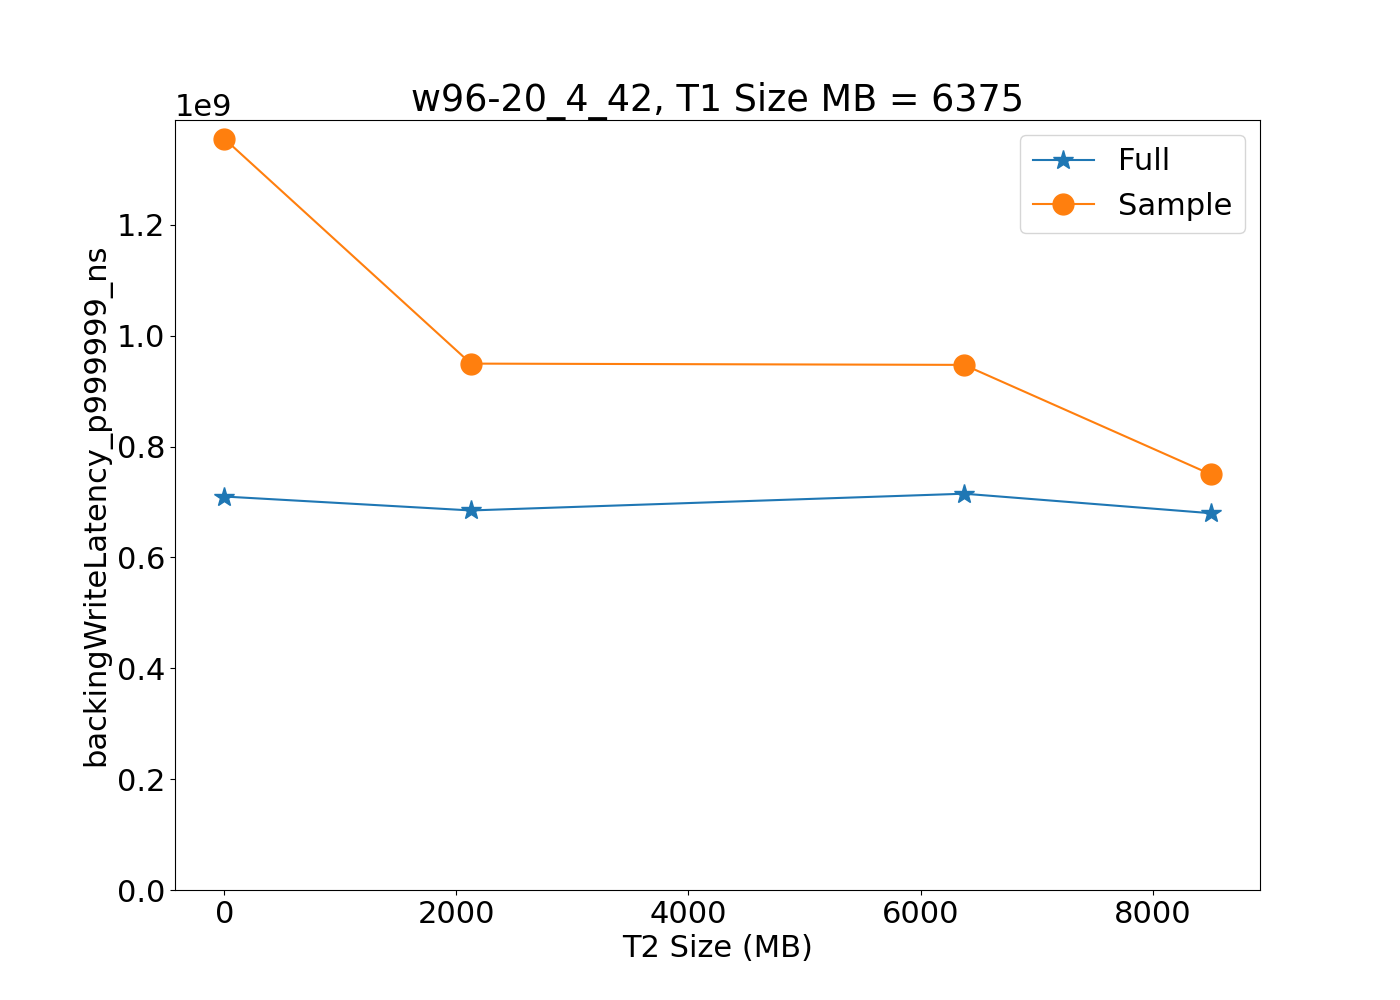 w96-20_4_42, T1 Size MB = 6375
1e9
Full
Sample
1.2
1.0
0.8
0.6
0.4
0.2
0.0
backingWriteLatency_p999999_ns
0 2000 4000 6000 8000
T2 Size (MB)